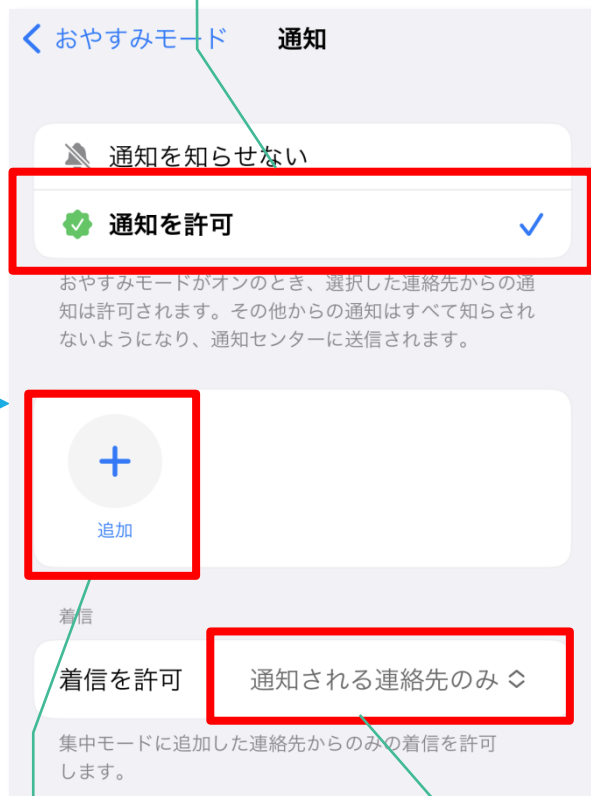 おやすみモード 通知
通知を知らせない
通知を許可
おやすみモードがオンのとき、選択した連絡先からの通
知は許可されます。その他からの通知はすべて知らされ
ないようになり、通知センターに送信されます。
追加
着信
着信を許可 通知される連絡先のみ
集中モードに追加した連絡先からのみの着信を許可
します。